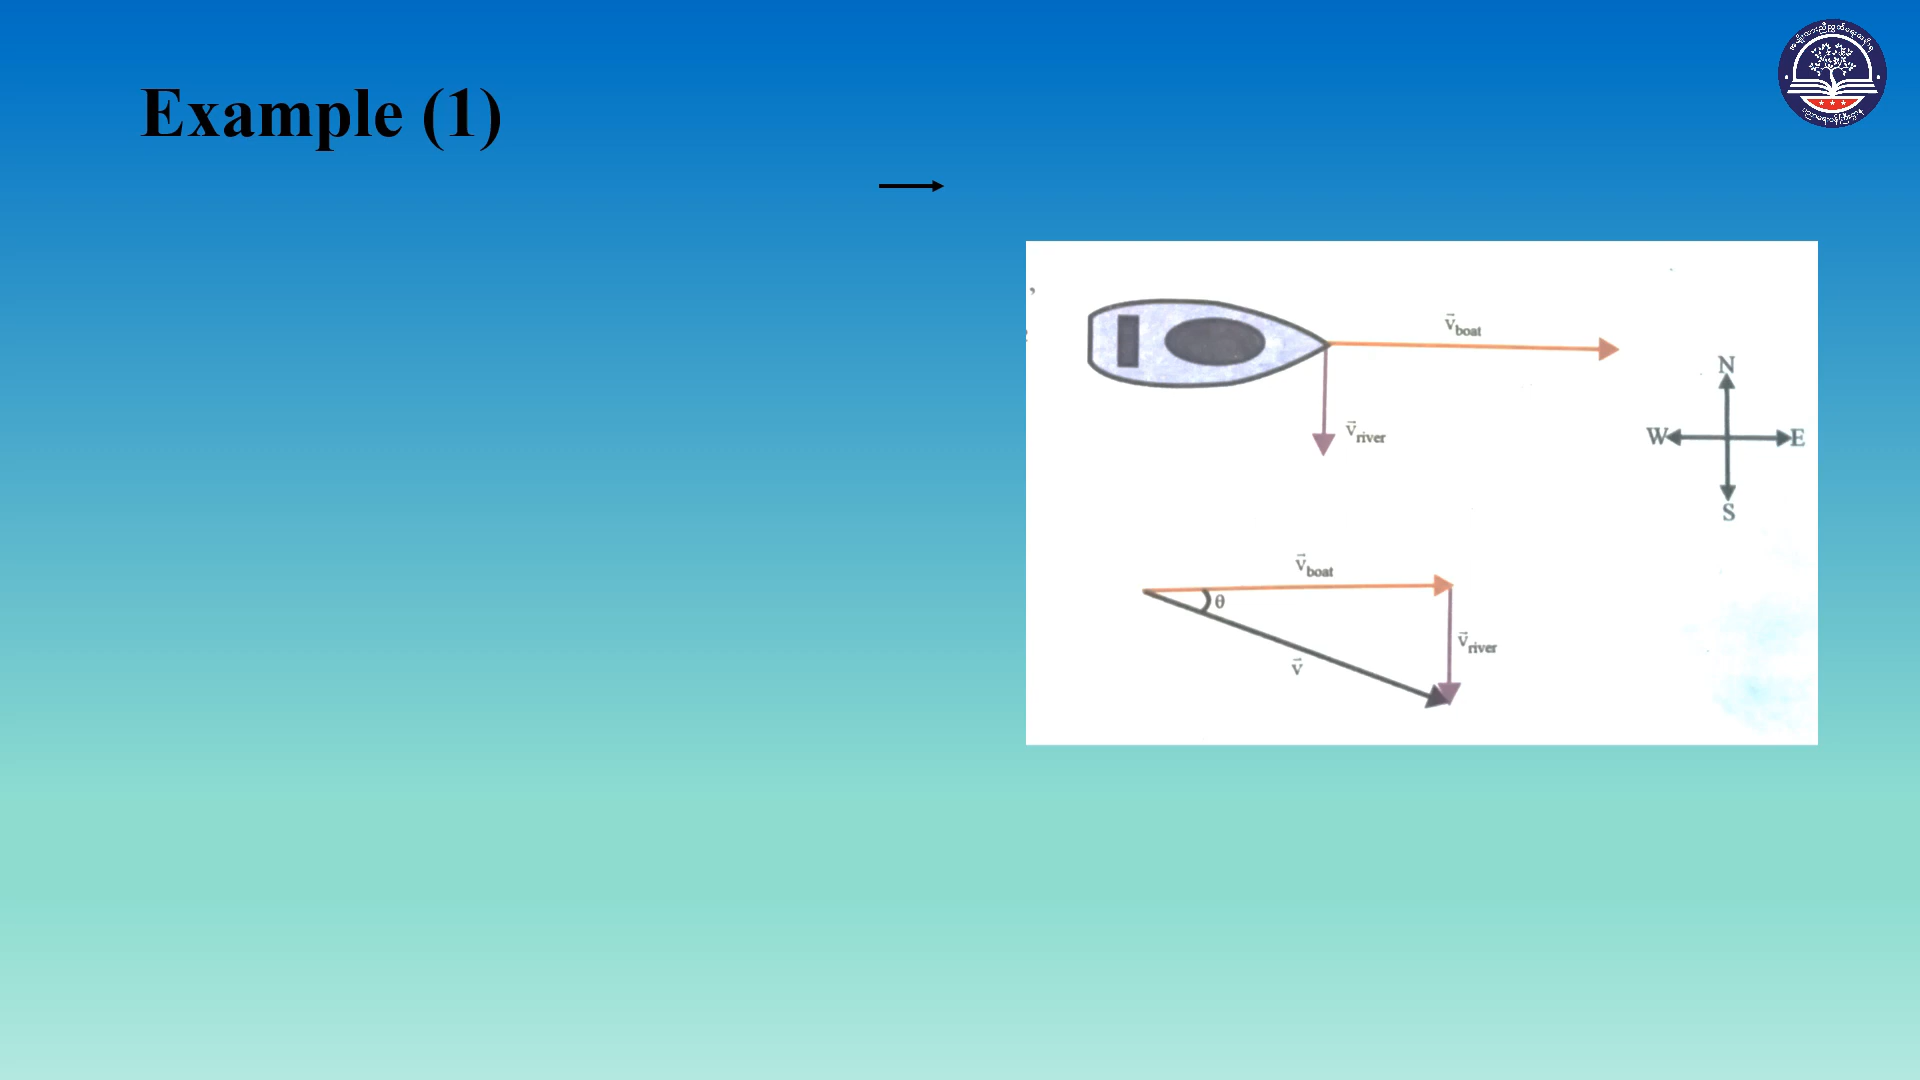 Example (1)
v⃗boat
v⃗river
N
W E
S
v⃗boat
θ
v⃗river
v⃗